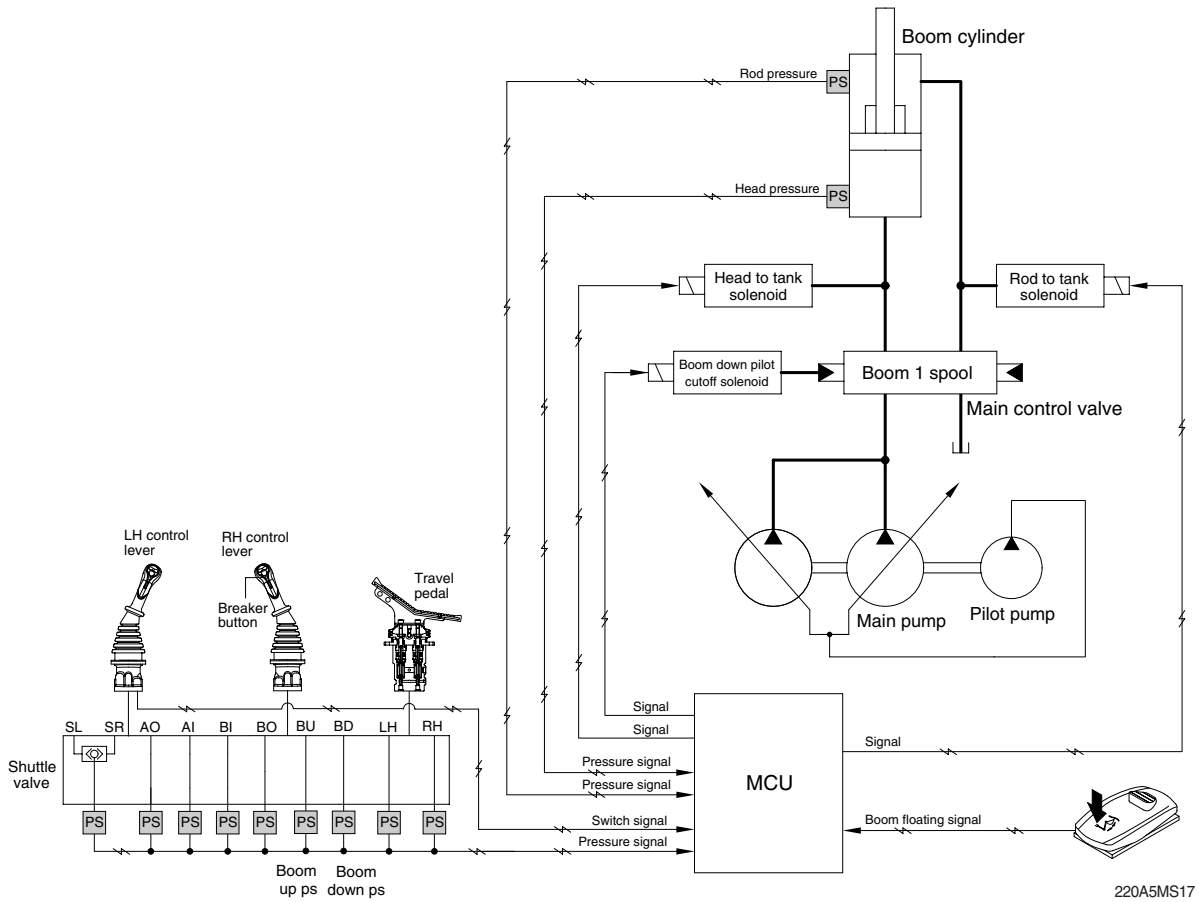 Boom cylinder
Rod pressure
PS
Head pressure
PS
Head to tank
solenoid
Rod to tank
solenoid
Boom down pilot
cutoff solenoid
Boom 1 spool
Main control valve
LH control
lever
RH control
lever
Breaker
button
Travel
pedal
Main pump
Pilot pump
SL
SR
AO
AI
BI
BO
BU
BD
LH
RH
Shuttle
valve
PS
PS
PS
PS
PS
PS
PS
PS
PS
Boom
up ps
Boom
down ps
Signal
Signal
Pressure signal
Pressure signal
Switch signal
Pressure signal
MCU
Signal
Boom floating signal
220A5MS17